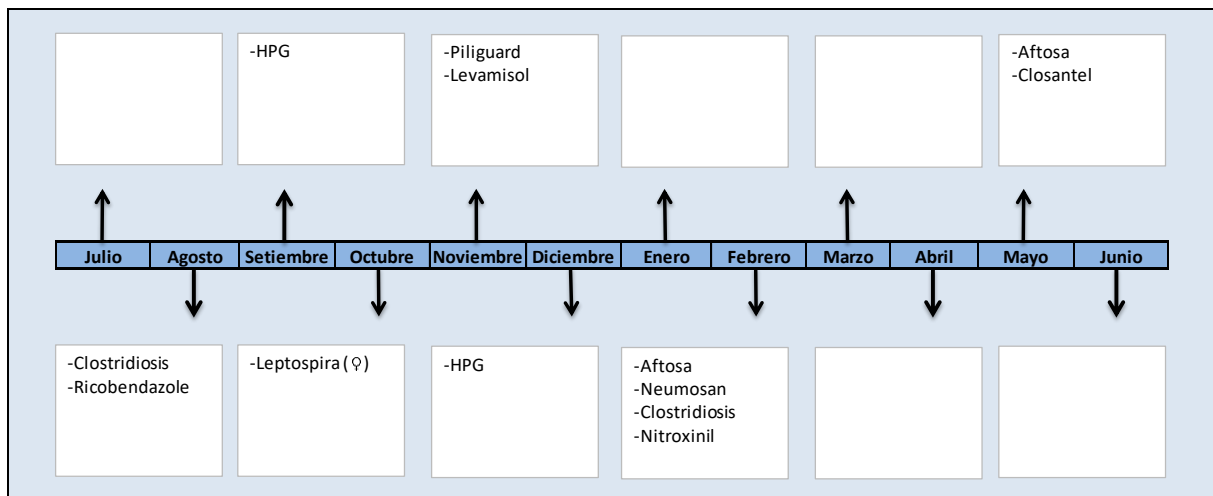 -HPG
-Piliguard
-Levamisol
-Aftosa
-Closantel
Julio Agosto Setiembre Octubre Noviembre Diciembre Enero Febrero Marzo Abril Mayo Junio
-Clostridiosis
-Ricobendazole
-Leptospira (♀)
-HPG
-Aftosa
-Neumosan
-Clostridiosis
-Nitroxinil